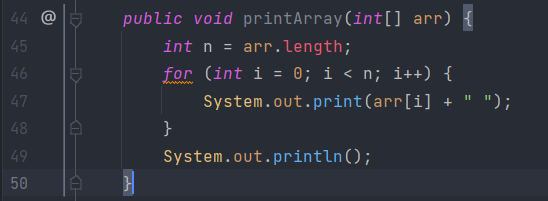 44 @ public void printArray(int[] arr) {
45 int n = arr.length;
46 for (int i = 0; i < n; i++) {
47 System.out.print(arr[i] + " ");
48 }
49 System.out.println();
50 }